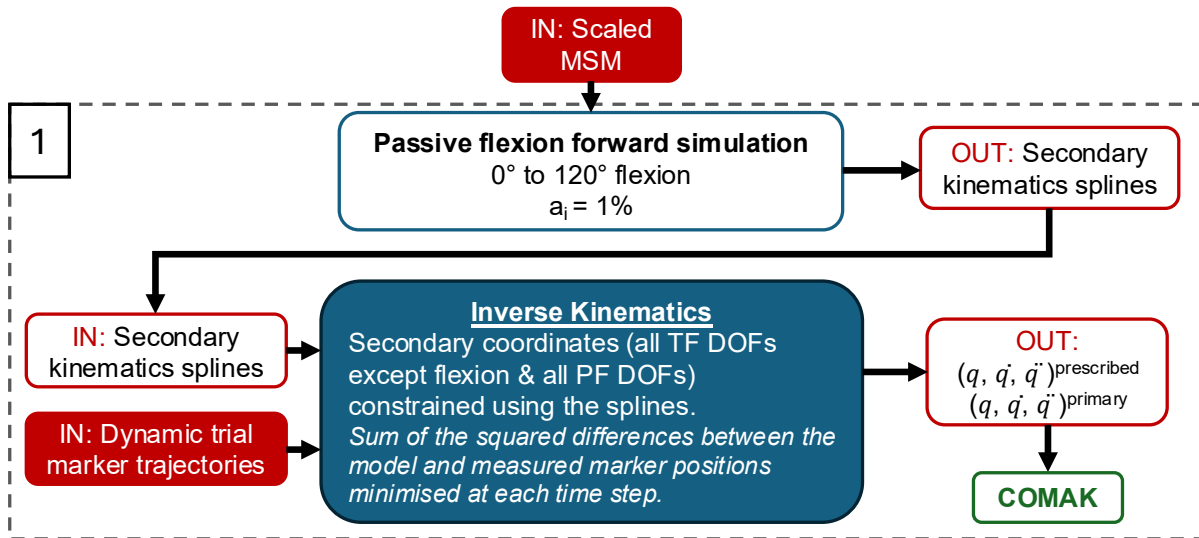 IN: Scaled
MSM
1
Passive flexion forward simulation
0° to 120° flexion
aᵢ = 1%
OUT: Secondary
kinematics splines
IN: Secondary
kinematics splines
IN: Dynamic trial
marker trajectories
Inverse Kinematics
Secondary coordinates (all TF DOFs
except flexion & all PF DOFs)
constrained using the splines.
Sum of the squared differences between the
model and measured marker positions
minimised at each time step.
OUT:
(q, q̇, q̈)ᵖʳᵉˢᶜʳⁱᵇᵉᵈ
(q, q̇, q̈)ᵖʳⁱᵐᵃʳʸ
COMAK